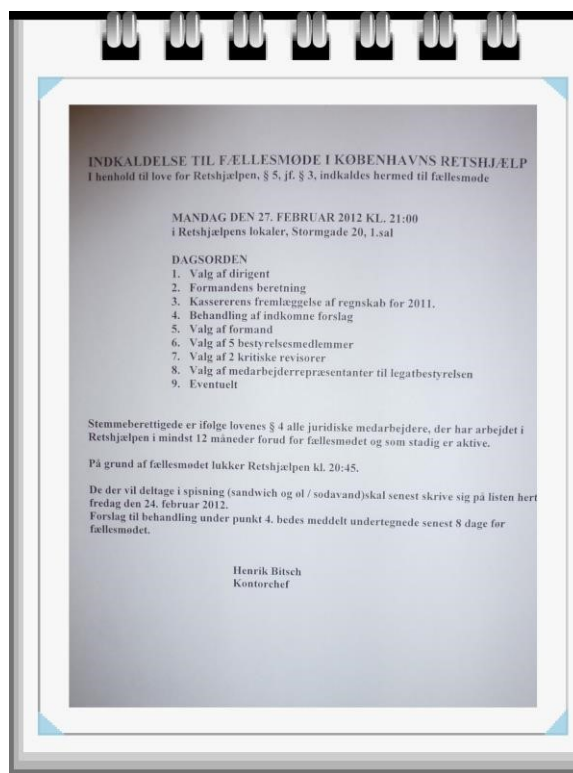 INDKALDELSE TIL FÆLLESMØDE I KØBENHAVNS RETSHJÆLP
I henhold til love for Retshjælpen, § 5, jf. § 3, indkaldes hermed til fællesmøde
MANDAG DEN 27. FEBRUAR 2012 KL. 21:00
i Retshjælpens lokaler, Stormgade 20, 1.sal
DAGSORDEN
1. Valg af dirigent
2. Formandens beretning
3. Kassererens fremlæggelse af regnskab for 2011.
4. Behandling af indkomne forslag
5. Valg af formand
6. Valg af 5 bestyrelsesmedlemmer
7. Valg af 2 kritiske revisorer
8. Valg af medarbejderrepræsentanter til legatbestyrelsen
9. Eventuelt
Stemmeberettigede er ifølge lovenes § 4 alle juridiske medarbejdere, der har arbejdet i
Retshjælpen i mindst 12 måneder forud for fællesmødet og som stadig er aktive.
På grund af fællesmødet lukker Retshjælpen kl. 20:45.
De der vil deltage i spisning (sandwich og øl / sodavand)skal senest skrive sig på listen hert
fredag den 24. februar 2012.
Forslag til behandling under punkt 4. bedes meddelt undertegnede senest 8 dage før
fællesmødet.
Henrik Bitsch
Kontorchef